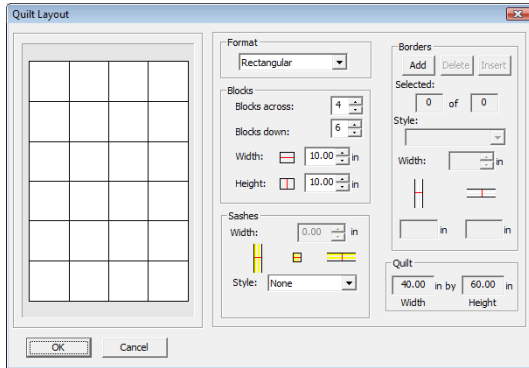 Quilt Layout
Format
Rectangular
Blocks
Blocks across: 4
Blocks down: 6
Width: 10.00 in
Height: 10.00 in
Sashes
Width: 0.00 in
Style: None
Borders
Add Delete Insert
Selected:
0 of 0
Style:
Width: in
in in
Quilt
40.00 in by 60.00 in
Width Height
OK Cancel